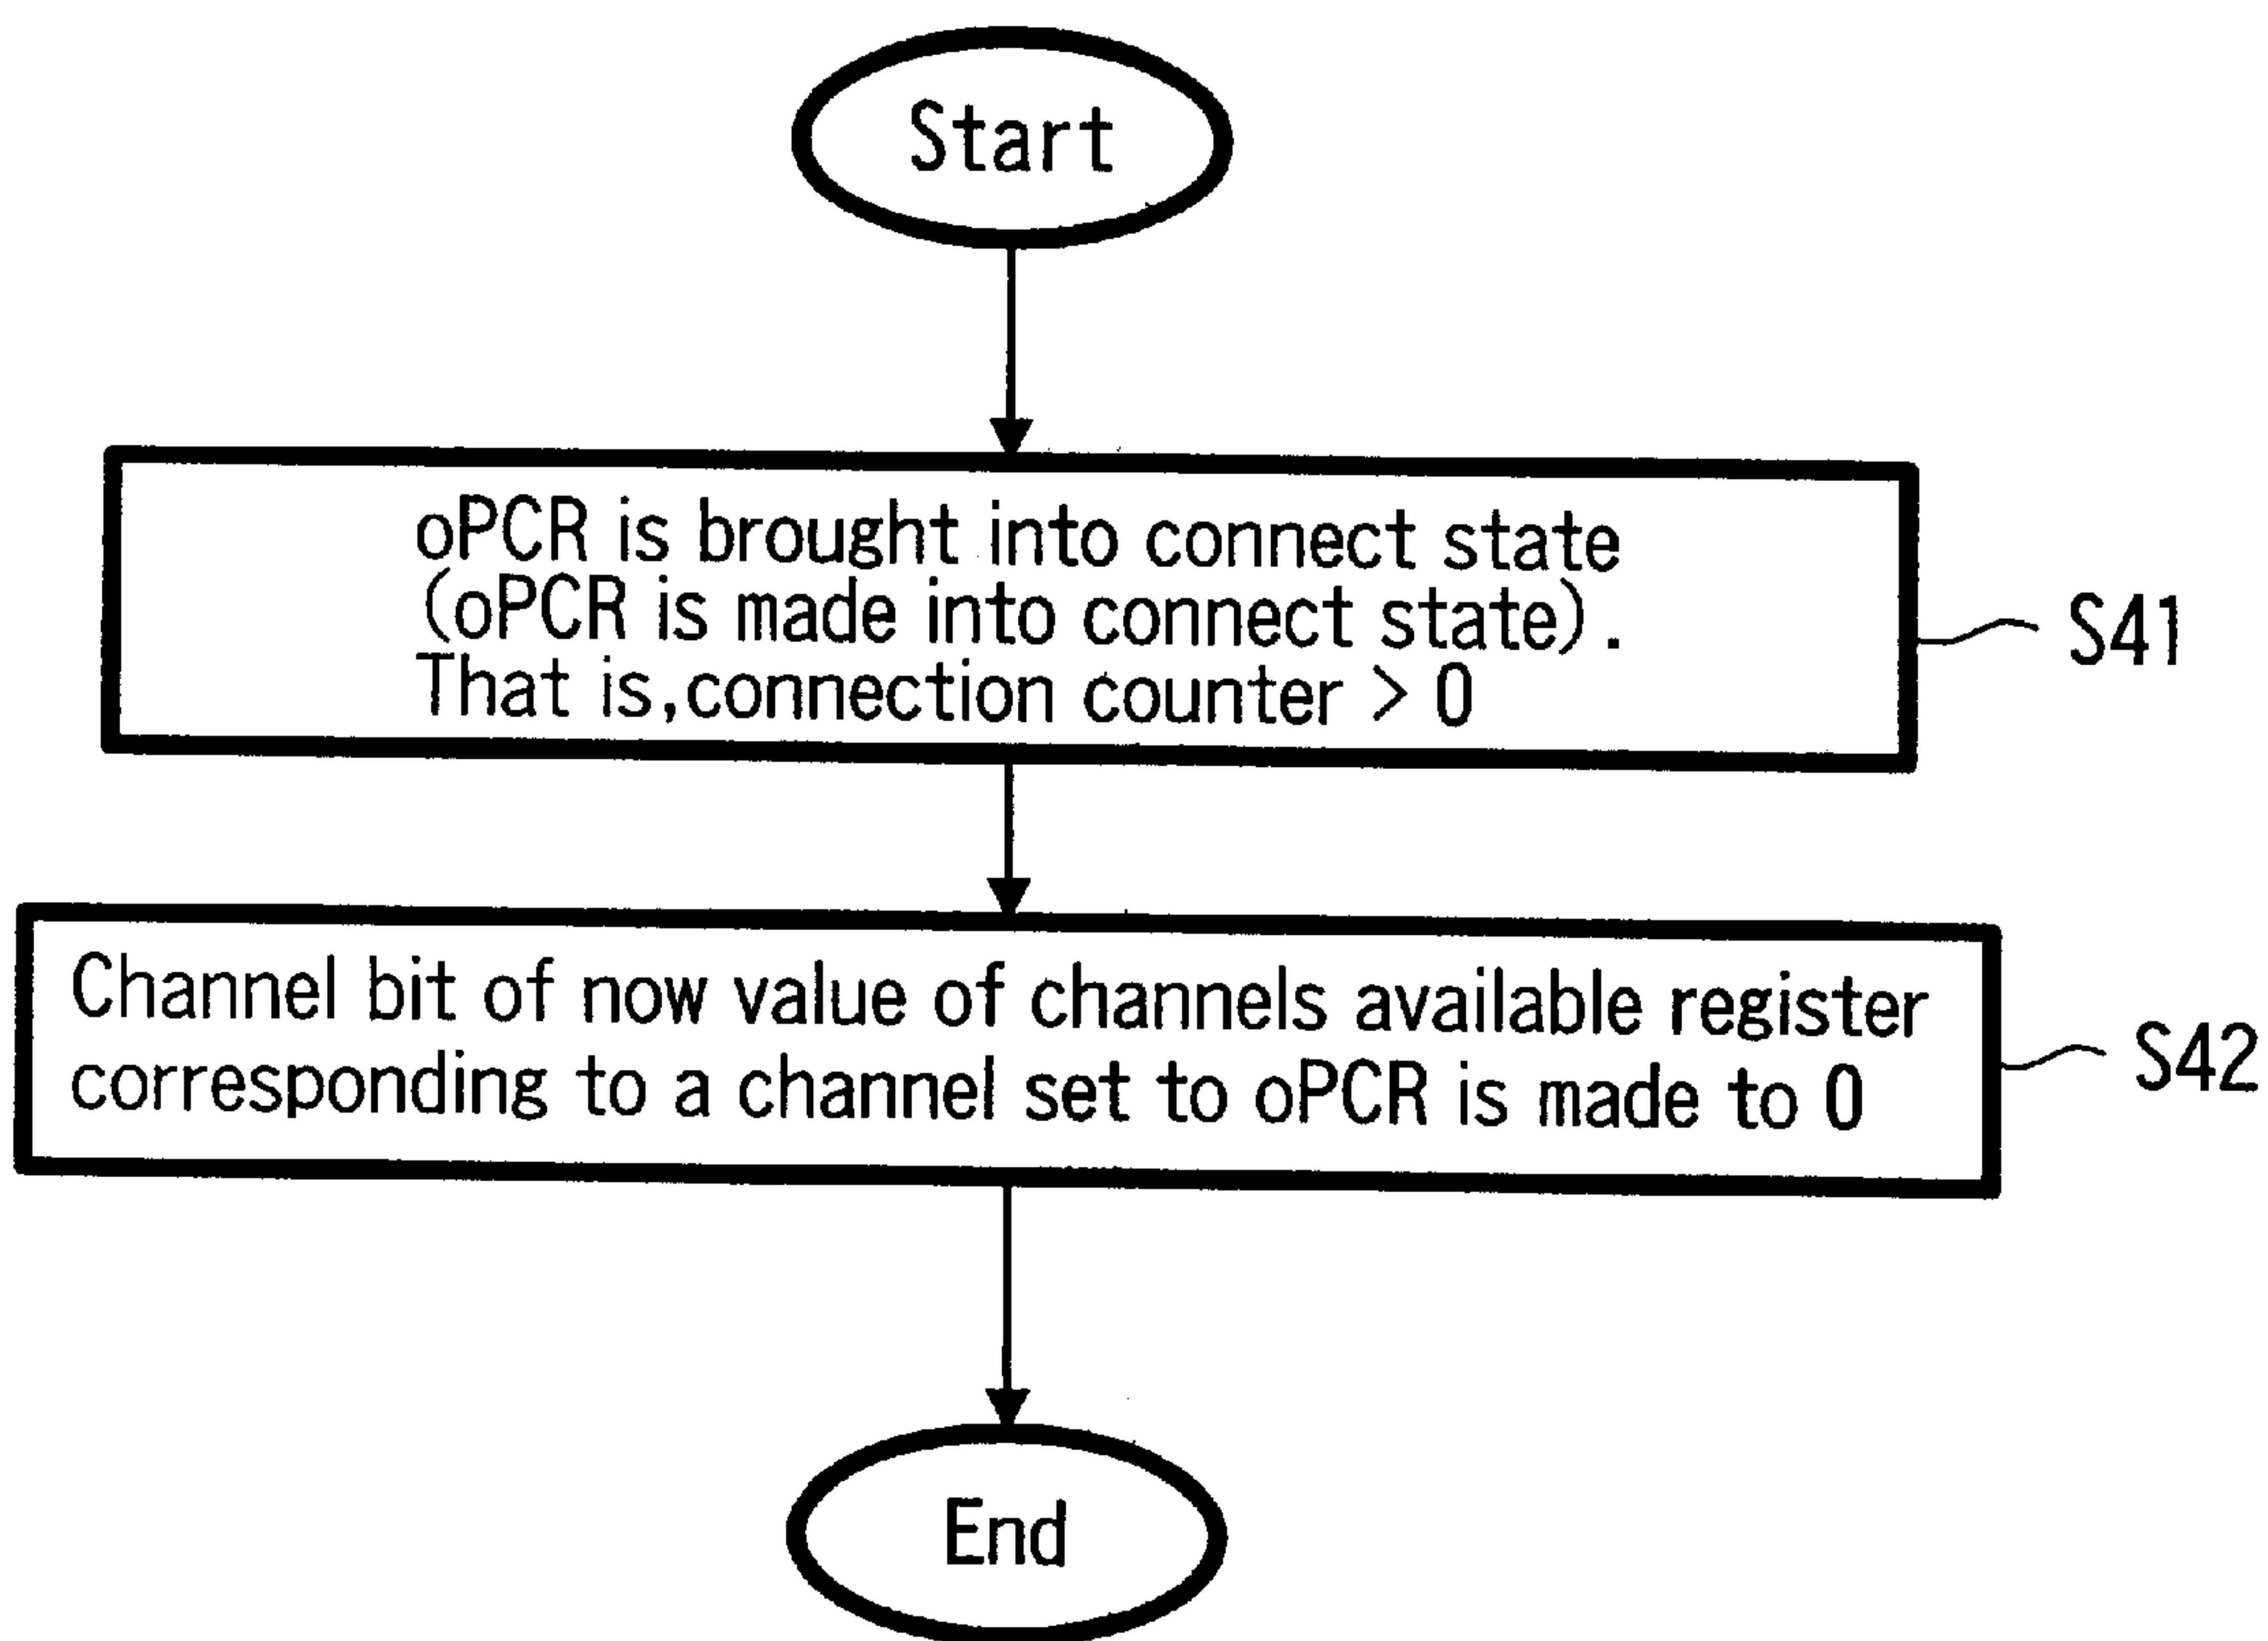 Start
oPCR is brought into connect state
(oPCR is made into connect state).
That is,connection counter > 0
S41
Channel bit of now value of channels available register
corresponding to a channel set to oPCR is made to 0
S42
End